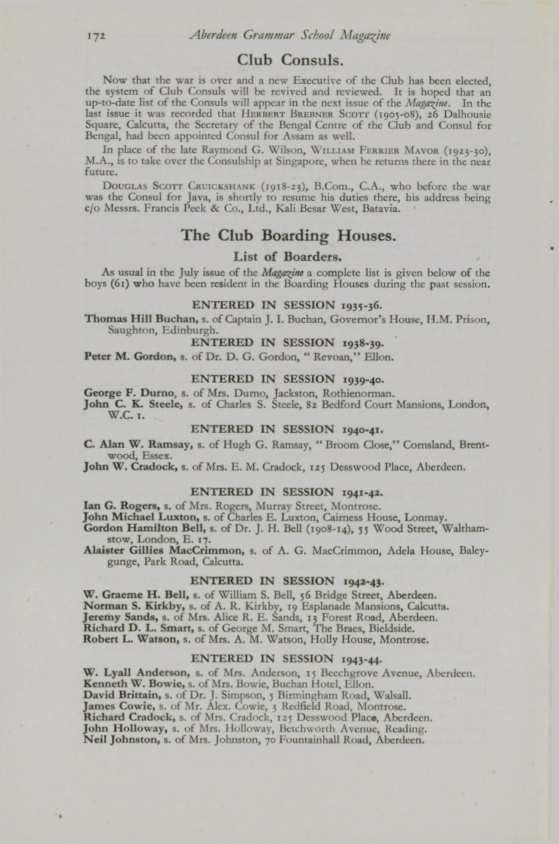 172
Aberdeen Grammar School Magazine
Club Consuls.
Now that the war is over and a new Executive of the Club has been elected,
the system of Club Consuls will be revived and reviewed. It is hoped that an
up-to-date list of the Consuls will appear in the next issue of the Magazine. In the
last issue it was recorded that HERBERT BREBNER SCOTT (1905-08), 26 Dalhousie
Square, Calcutta, the Secretary of the Bengal Centre of the Club and Consul for
Bengal, had been appointed Consul for Assam as well.
In place of the late Raymond G. Wilson, WILLIAM FERRIER MAVOR (1923-30),
M.A., is to take over the Consulship at Singapore, when he returns there in the near
future.
DOUGLAS SCOTT CRUICKSHANK (1918-23), B.Com., C.A., who before the war
was the Consul for Java, is shortly to resume his duties there, his address being
c/o Messrs. Francis Peek & Co., Ltd., Kali Besar West, Batavia.
The Club Boarding Houses.
List of Boarders.
As usual in the July issue of the Magazine a complete list is given below of the
boys (61) who have been resident in the Boarding Houses during the past session.
ENTERED IN SESSION 1935-36.
Thomas Hill Buchan, s. of Captain J. I. Buchan, Governor's House, H.M. Prison,
Saughton, Edinburgh.
ENTERED IN SESSION 1938-39.
Peter M. Gordon, s. of Dr. D. G. Gordon, " Revoan," Ellon.
ENTERED IN SESSION 1939-40.
George F. Durno, s. of Mrs. Durno, Jackston, Rothienorman.
John C. K. Steele, s. of Charles S. Steele, 82 Bedford Court Mansions, London,
W.C. 1.
ENTERED IN SESSION 1940-41.
C. Alan W. Ramsay, s. of Hugh G. Ramsay, " Broom Close," Cornsland, Brent-
wood, Essex.
John W. Cradock, s. of Mrs. E. M. Cradock, 125 Desswood Place, Aberdeen.
ENTERED IN SESSION 1941-42.
Ian G. Rogers, s. of Mrs. Rogers, Murray Street, Montrose.
John Michael Luxton, s. of Charles E. Luxton, Cairness House, Lonmay.
Gordon Hamilton Bell, s. of Dr. J. H. Bell (1908-14), 55 Wood Street, Waltham-
stow, London, E. 17.
Alaister Gillies MacCrimmon, s. of A. G. MacCrimmon, Adela House, Baley-
gunge, Park Road, Calcutta.
ENTERED IN SESSION 1942-43.
W. Graeme H. Bell, s. of William S. Bell, 56 Bridge Street, Aberdeen.
Norman S. Kirkby, s. of A. R. Kirkby, 19 Esplanade Mansions, Calcutta.
Jeremy Sands, s. of Mrs. Alice R. E. Sands, 13 Forest Road, Aberdeen.
Richard D. L. Smart, s. of George M. Smart, The Braes, Bieldside.
Robert L. Watson, s. of Mrs. A. M. Watson, Holly House, Montrose.
ENTERED IN SESSION 1943-44.
W. Lyall Anderson, s. of Mrs. Anderson, 15 Beechgrove Avenue, Aberdeen.
Kenneth W. Bowie, s. of Mrs. Bowie, Buchan Hotel, Ellon.
David Brittain, s. of Dr. J. Simpson, 5 Birmingham Road, Walsall.
James Cowie, s. of Mr. Alex. Cowie, 3 Redfield Road, Montrose.
Richard Cradock, s. of Mrs. Cradock, 125 Desswood Place, Aberdeen.
John Holloway, s. of Mrs. Holloway, Betchworth Avenue, Reading.
Neil Johnston, s. of Mrs. Johnston, 70 Fountainhall Road, Aberdeen.